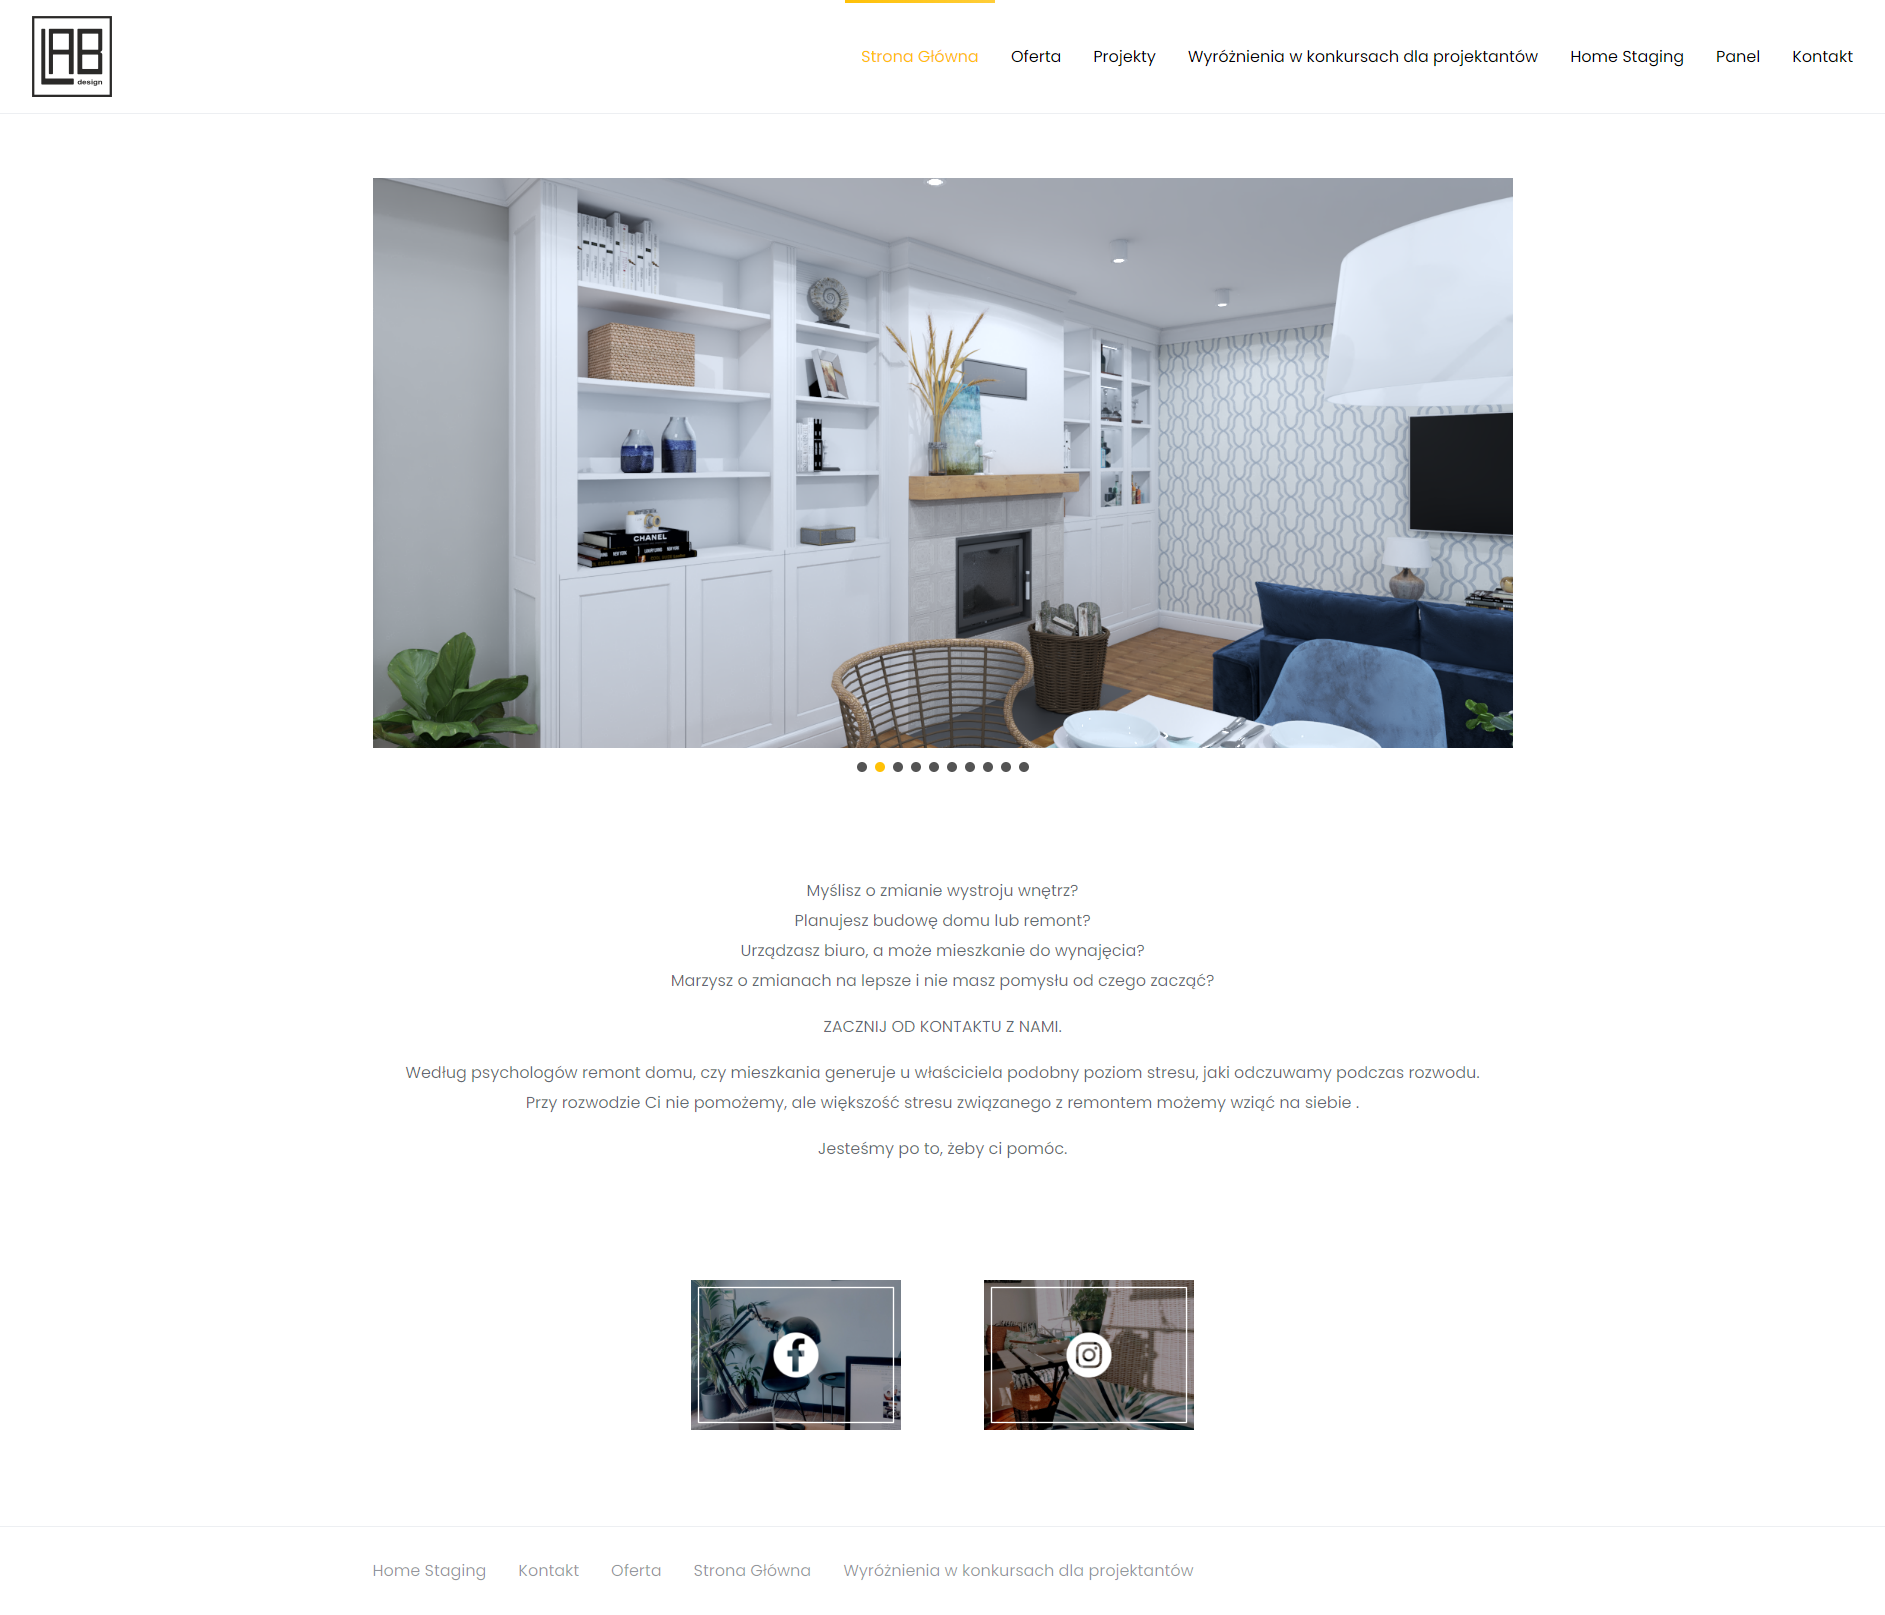 LAB
design
Strona Główna
Oferta
Projekty
Wyróżnienia w konkursach dla projektantów
Home Staging
Panel
Kontakt
CHANEL
NEW YORK
NEW YORK
Myślisz o zmianie wystroju wnętrz?
Planujesz budowę domu lub remont?
Urządzasz biuro, a może mieszkanie do wynajęcia?
Marzysz o zmianach na lepsze i nie masz pomysłu od czego zacząć?
ZACZNIJ OD KONTAKTU Z NAMI.
Według psychologów remont domu, czy mieszkania generuje u właściciela podobny poziom stresu, jaki odczuwamy podczas rozwodu.
Przy rozwodzie Ci nie pomożemy, ale większość stresu związanego z remontem możemy wziąć na siebie .
Jesteśmy po to, żeby ci pomóc.
Home Staging
Kontakt
Oferta
Strona Główna
Wyróżnienia w konkursach dla projektantów